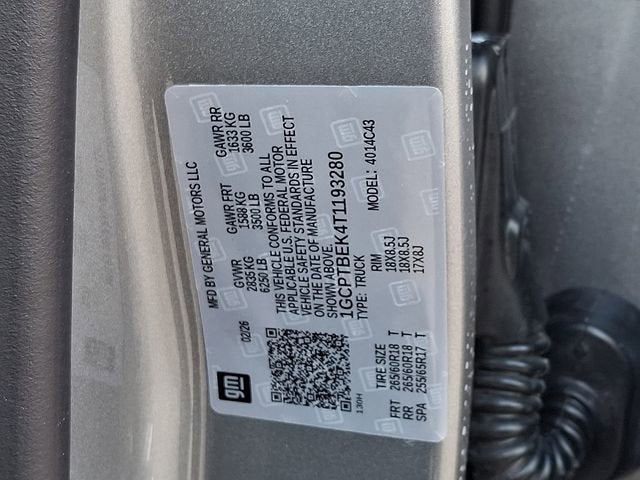 gm
MFD BY GENERAL MOTORS LLC
02/26
GVWR GAWR FRT GAWR RR
2835 KG 1588 KG 1633 KG
6250 LB 3500 LB 3600 LB
THIS VEHICLE CONFORMS TO ALL
APPLICABLE U.S. FEDERAL MOTOR
VEHICLE SAFETY STANDARDS IN EFFECT
ON THE DATE OF MANUFACTURE
SHOWN ABOVE.
1GCPTBEK4T1193280
TYPE: TRUCK MODEL: 4014C43
130H
TIRE SIZE RIM
FRT 265/60R18 T 18X8.5J
RR 265/60R18 T 18X8.5J
SPA 255/65R17 T 17X8J